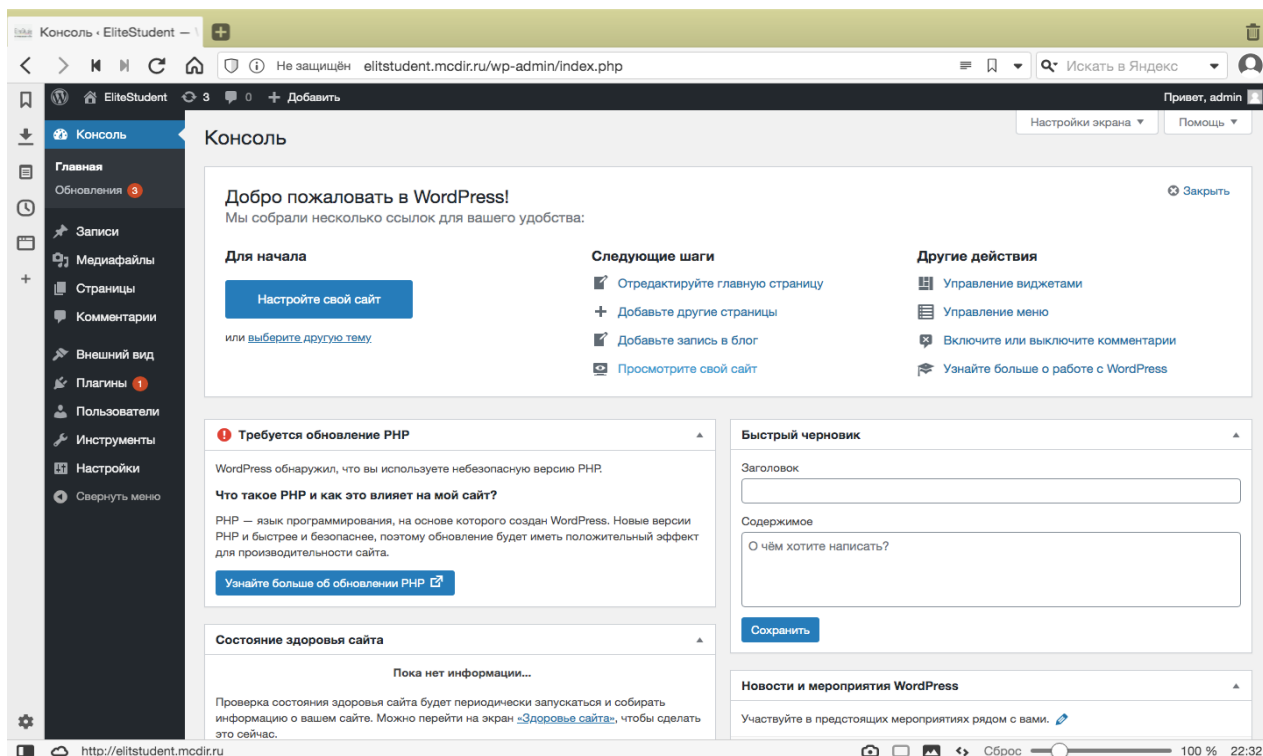 Консоль ‹ EliteStudent —
Не защищён elitstudent.mcdir.ru/wp-admin/index.php
Искать в Яндекс
EliteStudent 3 0 + Добавить
Привет, admin
Консоль
Главная
Обновления 3
Записи
Медиафайлы
Страницы
Комментарии
Внешний вид
Плагины 1
Пользователи
Инструменты
Настройки
Свернуть меню
Настройки экрана
Помощь
Консоль
Добро пожаловать в WordPress!
Мы собрали несколько ссылок для вашего удобства:
Закрыть
Для начала
Настройте свой сайт
или выберите другую тему
Следующие шаги
Отредактируйте главную страницу
Добавьте другие страницы
Добавьте запись в блог
Просмотрите свой сайт
Другие действия
Управление виджетами
Управление меню
Включите или выключите комментарии
Узнайте больше о работе с WordPress
Требуется обновление PHP
WordPress обнаружил, что вы используете небезопасную версию PHP.
Что такое PHP и как это влияет на мой сайт?
PHP — язык программирования, на основе которого создан WordPress. Новые версии
PHP и быстрее и безопаснее, поэтому обновление будет иметь положительный эффект
для производительности сайта.
Узнайте больше об обновлении PHP
Состояние здоровья сайта
Пока нет информации...
Проверка состояния здоровья сайта будет периодически запускаться и собирать
информацию о вашем сайте. Можно перейти на экран «Здоровье сайта», чтобы сделать
это сейчас.
Быстрый черновик
Заголовок
Содержимое
О чём хотите написать?
Сохранить
Новости и мероприятия WordPress
Участвуйте в предстоящих мероприятиях рядом с вами.
http://elitstudent.mcdir.ru
Сброс
100 %
22:32